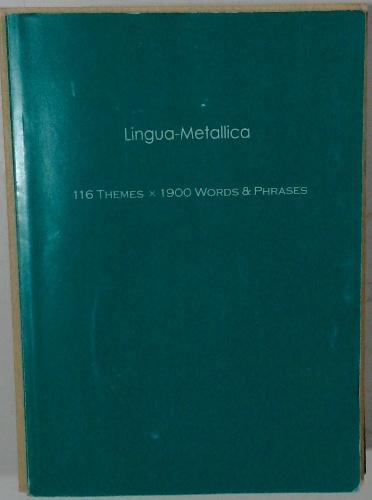 Lingua-Metallica
116 Themes × 1900 Words & Phrases